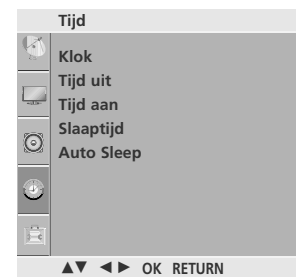 Tijd
Klok
Tijd uit
Tijd aan
Slaaptijd
Auto Sleep
▲▼ ◄► OK RETURN